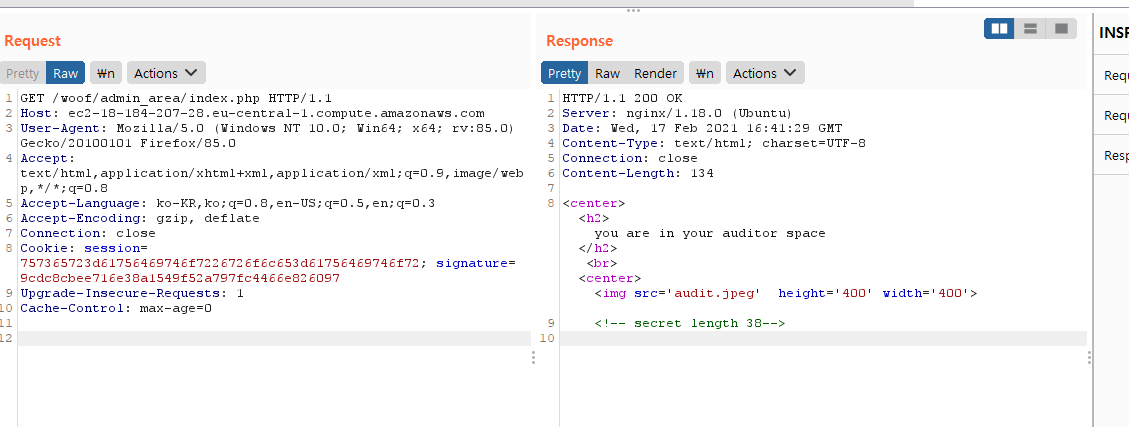 Request
Pretty Raw \n Actions
1 GET /woof/admin_area/index.php HTTP/1.1
2 Host: ec2-18-184-207-28.eu-central-1.compute.amazonaws.com
3 User-Agent: Mozilla/5.0 (Windows NT 10.0; Win64; x64; rv:85.0)
Gecko/20100101 Firefox/85.0
4 Accept:
text/html,application/xhtml+xml,application/xml;q=0.9,image/web
p,*/*;q=0.8
5 Accept-Language: ko-KR,ko;q=0.8,en-US;q=0.5,en;q=0.3
6 Accept-Encoding: gzip, deflate
7 Connection: close
8 Cookie: session=
757365723d61756469746f7226726f6c653d61756469746f72; signature=
9cdc8cbee716e38a1549f52a797fc4466e826097
9 Upgrade-Insecure-Requests: 1
10 Cache-Control: max-age=0
11
12
Response
Pretty Raw Render \n Actions
1 HTTP/1.1 200 OK
2 Server: nginx/1.18.0 (Ubuntu)
3 Date: Wed, 17 Feb 2021 16:41:29 GMT
4 Content-Type: text/html; charset=UTF-8
5 Connection: close
6 Content-Length: 134
7
8 <center>
<h2>
you are in your auditor space
</h2>
<br>
<center>
<img src='audit.jpeg'  height='400' width='400'>
9 <!-- secret length 38-->
10
INSP
Requ
Requ
Resp